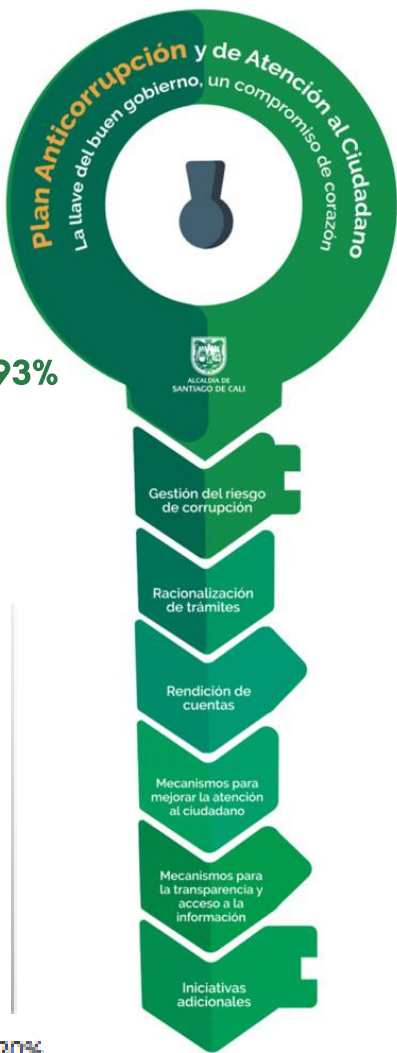 Plan Anticorrupción y de Atención al Ciudadano
La llave del buen gobierno, un compromiso de corazón
93%
ALCALDÍA DE
SANTIAGO DE CALI
Gestión del riesgo
de corrupción
Racionalización
de trámites
Rendición de
cuentas
Mecanismos para
mejorar la atención
al ciudadano
Mecanismos para
la transparencia y
acceso a la
información
Iniciativas
adicionales